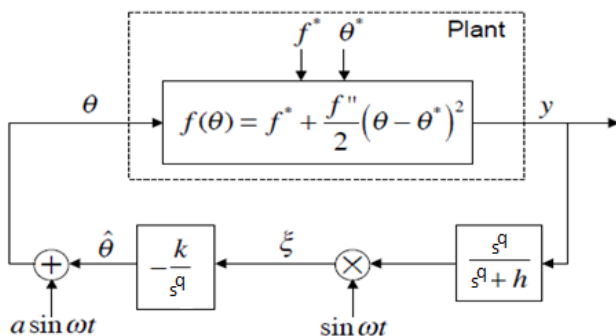 Plant
f* θ*
θ
f(θ) = f* + f"/2 (θ − θ*)²
y
+
θ̂
−k/s^q
ξ
×
s^q/(s^q + h)
a sin ωt
sin ωt